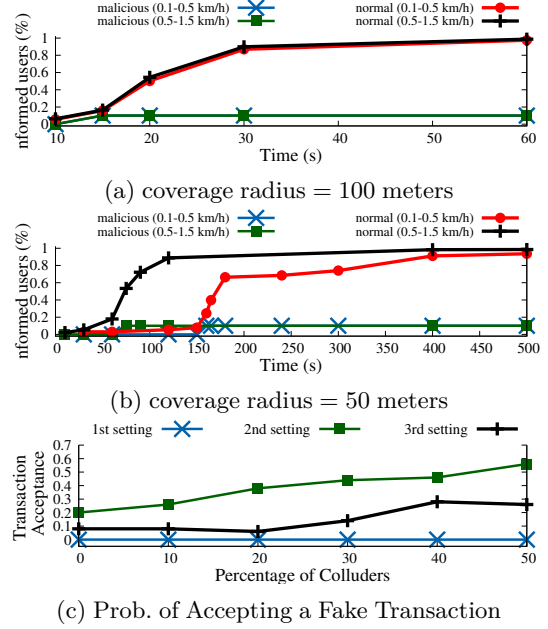 malicious (0.1-0.5 km/h) normal (0.1-0.5 km/h)
malicious (0.5-1.5 km/h) normal (0.5-1.5 km/h)
nformed users (%)
1
0.8
0.6
0.4
0.2
0
10 20 30 40 50 60
Time (s)
(a) coverage radius = 100 meters
malicious (0.1-0.5 km/h) normal (0.1-0.5 km/h)
malicious (0.5-1.5 km/h) normal (0.5-1.5 km/h)
nformed users (%)
1
0.8
0.6
0.4
0.2
0
0 50 100 150 200 250 300 350 400 450 500
Time (s)
(b) coverage radius = 50 meters
1st setting 2nd setting 3rd setting
Transaction
Acceptance
0.7
0.6
0.5
0.4
0.3
0.2
0.1
0
0 10 20 30 40 50
Percentage of Colluders
(c) Prob. of Accepting a Fake Transaction